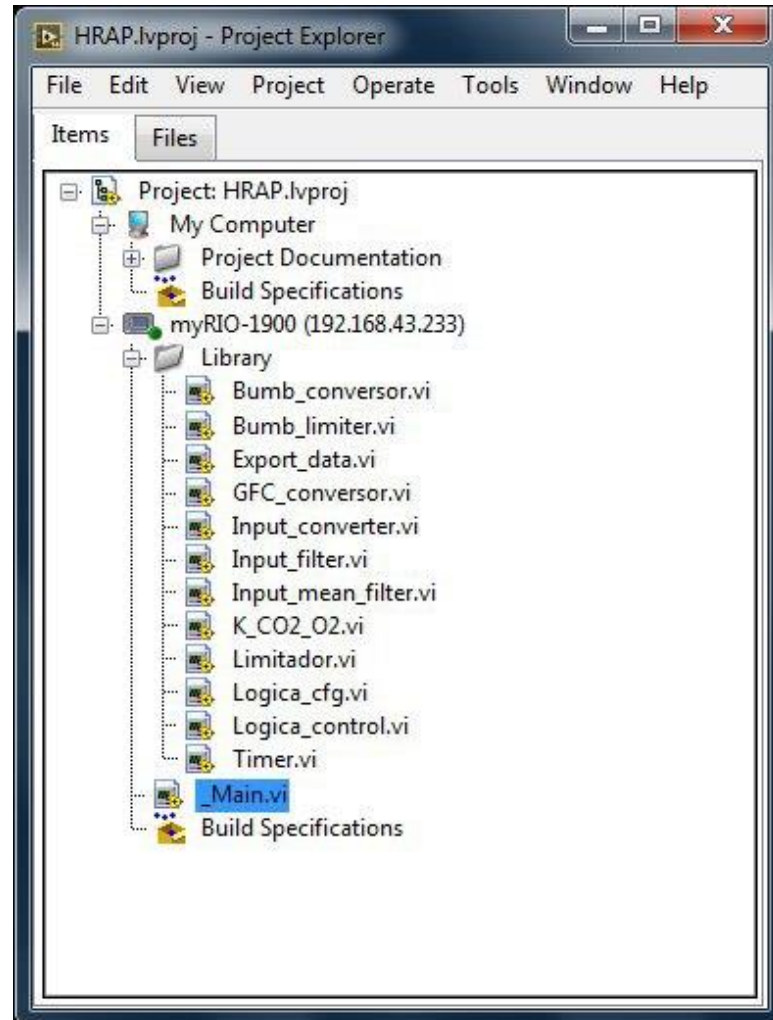 HRAP.lvproj - Project Explorer
File Edit View Project Operate Tools Window Help
Items Files
Project: HRAP.lvproj
My Computer
Project Documentation
Build Specifications
myRIO-1900 (192.168.43.233)
Library
Bumb_conversor.vi
Bumb_limiter.vi
Export_data.vi
GFC_conversor.vi
Input_converter.vi
Input_filter.vi
Input_mean_filter.vi
K_CO2_O2.vi
Limitador.vi
Logica_cfg.vi
Logica_control.vi
Timer.vi
_Main.vi
Build Specifications